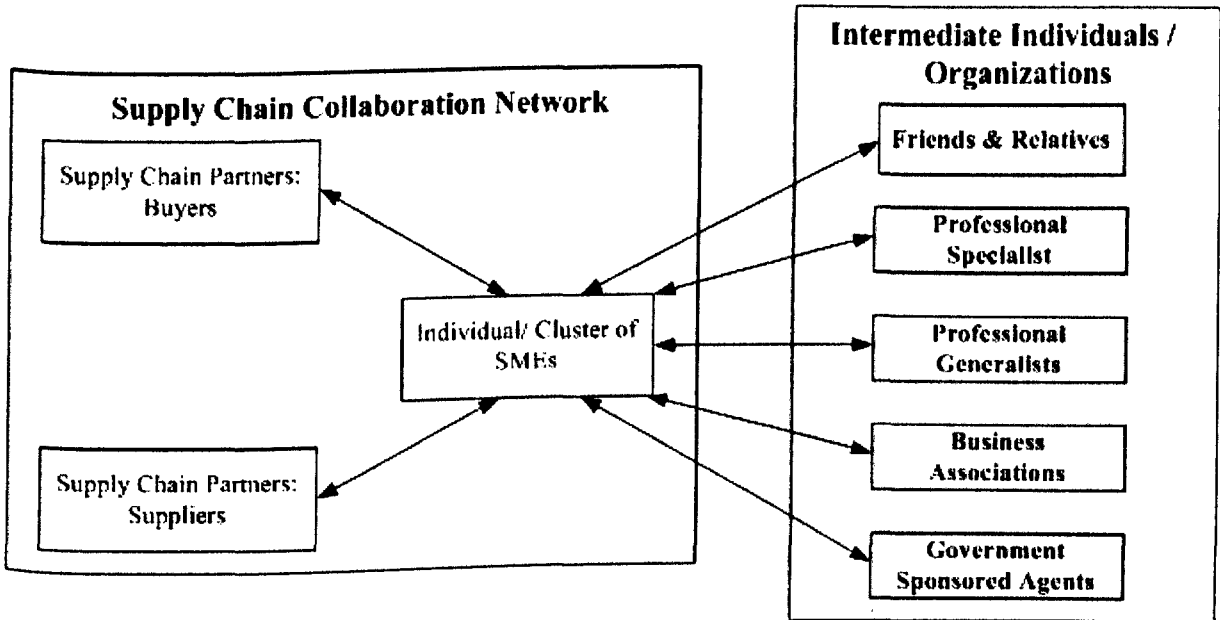 Supply Chain Collaboration Network
Supply Chain Partners:
Buyers
Individual/ Cluster of
SMEs
Supply Chain Partners:
Suppliers
Intermediate Individuals /
Organizations
Friends & Relatives
Professional
Specialist
Professional
Generalists
Business
Associations
Government
Sponsored Agents